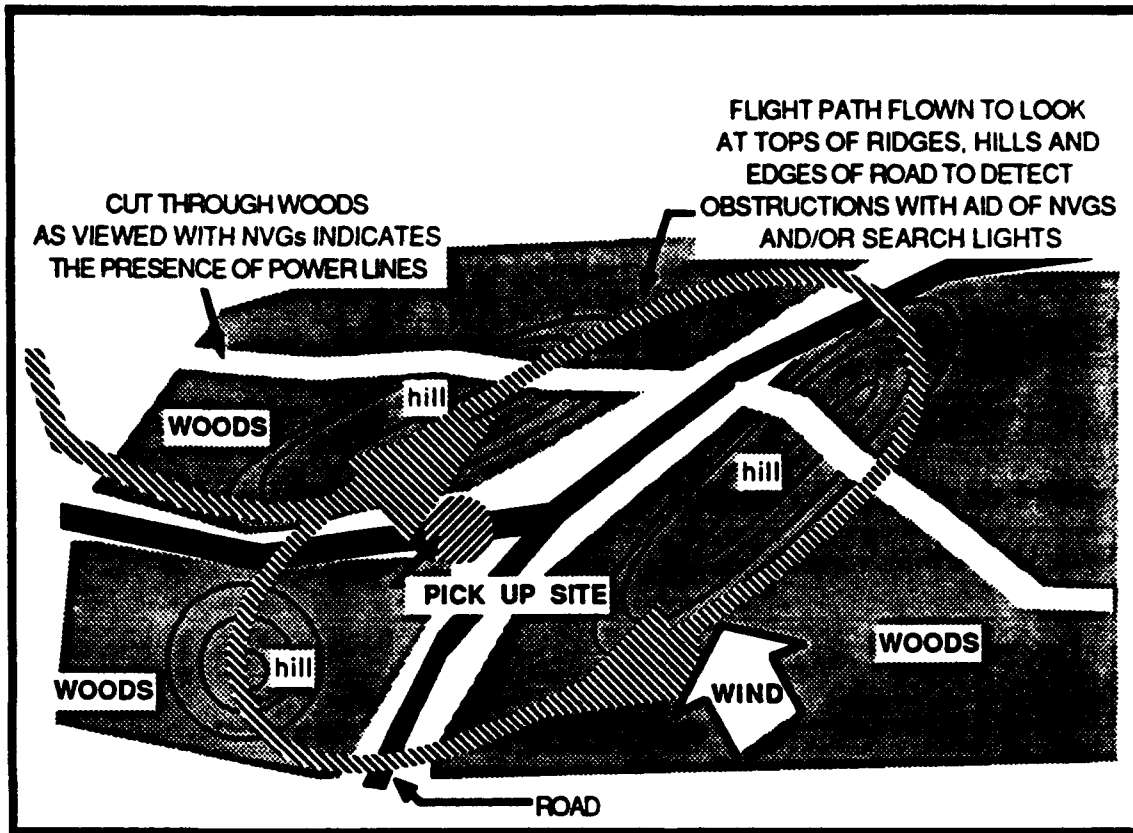 FLIGHT PATH FLOWN TO LOOK
AT TOPS OF RIDGES, HILLS AND
EDGES OF ROAD TO DETECT
OBSTRUCTIONS WITH AID OF NVGS
AND/OR SEARCH LIGHTS
CUT THROUGH WOODS
AS VIEWED WITH NVGs INDICATES
THE PRESENCE OF POWER LINES
hill
WOODS
hill
PICK UP SITE
WOODS
hill
WOODS
WIND
ROAD